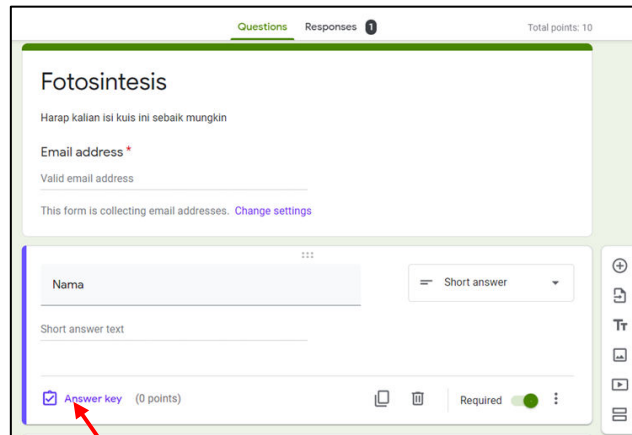 Questions Responses 1 Total points: 10
Fotosintesis
Harap kalian isi kuis ini sebaik mungkin
Email address *
Valid email address
This form is collecting email addresses. Change settings
Nama
Short answer
Short answer text
Answer key (0 points) Required
Tт